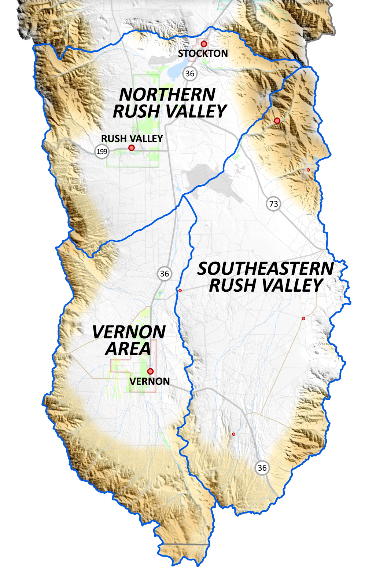 STOCKTON
36
NORTHERN
RUSH VALLEY
RUSH VALLEY
199
73
36
SOUTHEASTERN
RUSH VALLEY
VERNON
AREA
VERNON
36